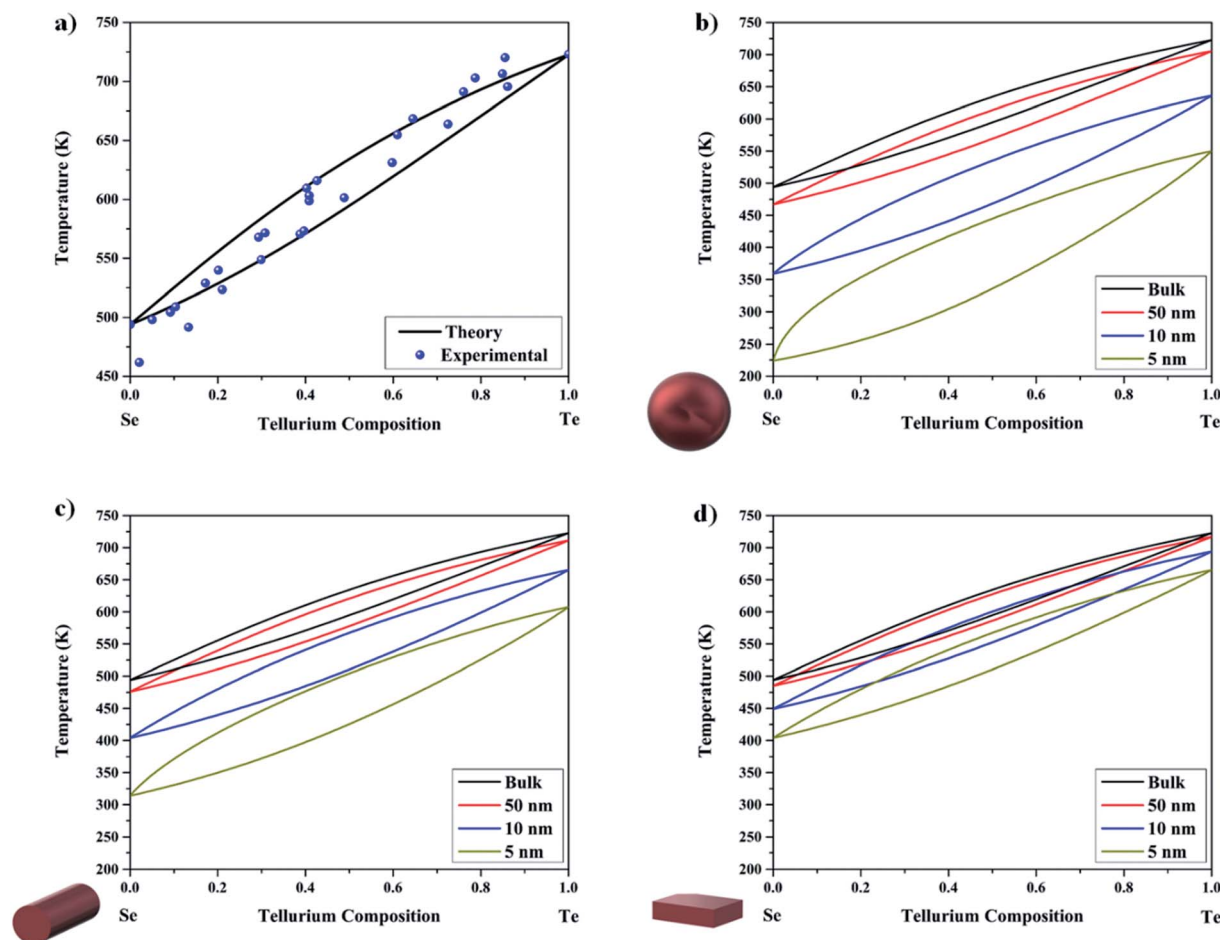 a)
750
700
650
600
550
500
450
Temperature (K)
Theory
Experimental
0.0 0.2 0.4 0.6 0.8 1.0
Se Tellurium Composition Te
b)
750
700
650
600
550
500
450
400
350
300
250
200
Temperature (K)
Bulk
50 nm
10 nm
5 nm
0.0 0.2 0.4 0.6 0.8 1.0
Se Tellurium Composition Te
c)
750
700
650
600
550
500
450
400
350
300
250
200
Temperature (K)
Bulk
50 nm
10 nm
5 nm
0.0 0.2 0.4 0.6 0.8 1.0
Se Tellurium Composition Te
d)
750
700
650
600
550
500
450
400
350
300
250
200
Temperature (K)
Bulk
50 nm
10 nm
5 nm
0.0 0.2 0.4 0.6 0.8 1.0
Se Tellurium Composition Te